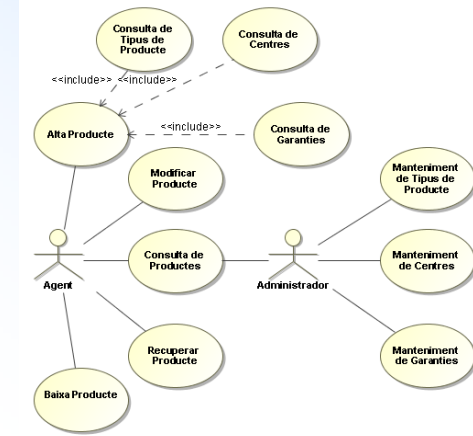 Consulta de
Tipus de
Producte
Consulta de
Centres
<<include>> <<include>>
Alta Producte
<<include>>
Consulta de
Garanties
Modificar
Producte
Manteniment
de Tipus de
Producte
Consulta de
Productes
Manteniment
de Centres
Agent
Administrador
Recuperar
Producte
Manteniment
de Garanties
Baixa Producte